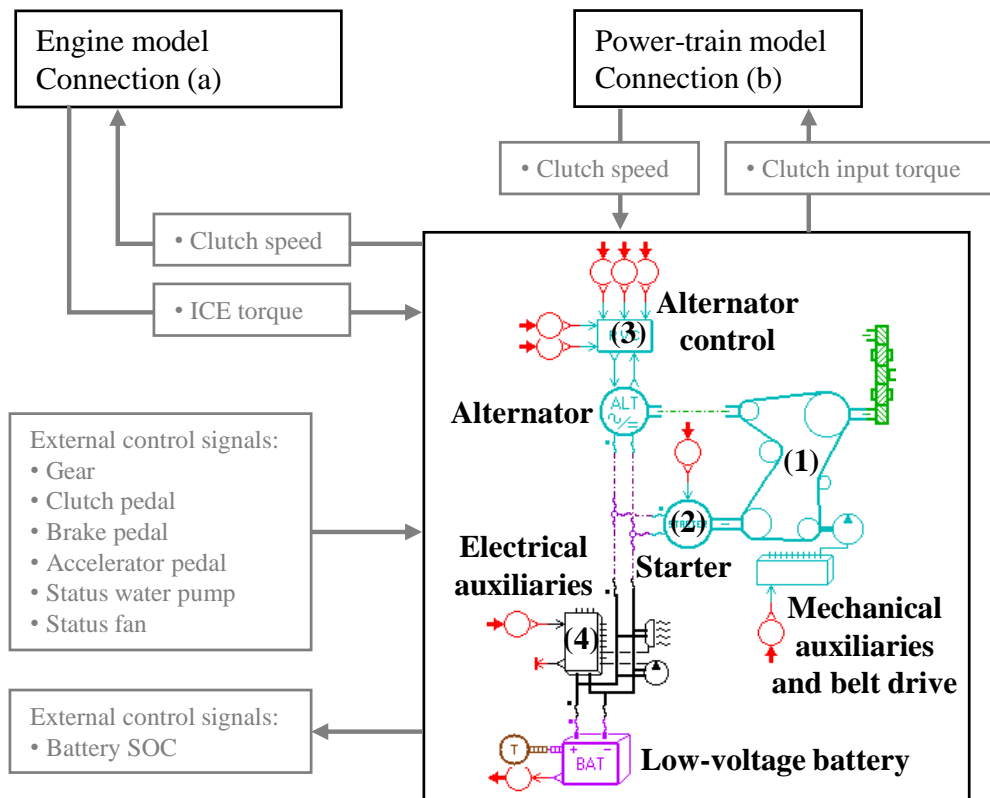 Engine model
Connection (a)
Power-train model
Connection (b)
• Clutch speed
• Clutch input torque
• Clutch speed
• ICE torque
Alternator
control
(3)
Alternator
ALT
(1)
External control signals:
• Gear
• Clutch pedal
• Brake pedal
• Accelerator pedal
• Status water pump
• Status fan
(2)
Starter
Electrical
auxiliaries
(4)
Mechanical
auxiliaries
and belt drive
External control signals:
• Battery SOC
T
+ −
BAT
Low-voltage battery